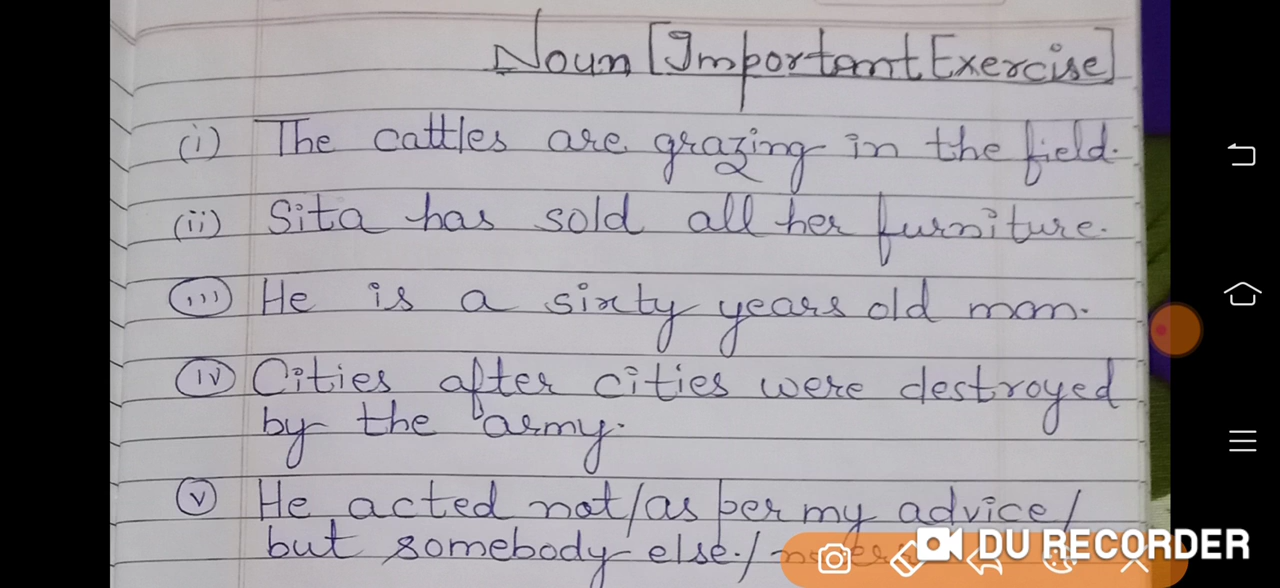 Noun [Important Exercise]
(i) The cattles are grazing in the field.
(ii) Sita has sold all her furniture.
(iii) He is a sixty years old man.
(iv) Cities after cities were destroyed
by the army.
(v) He acted not/as per my advice/
but somebody else./
DU RECORDER